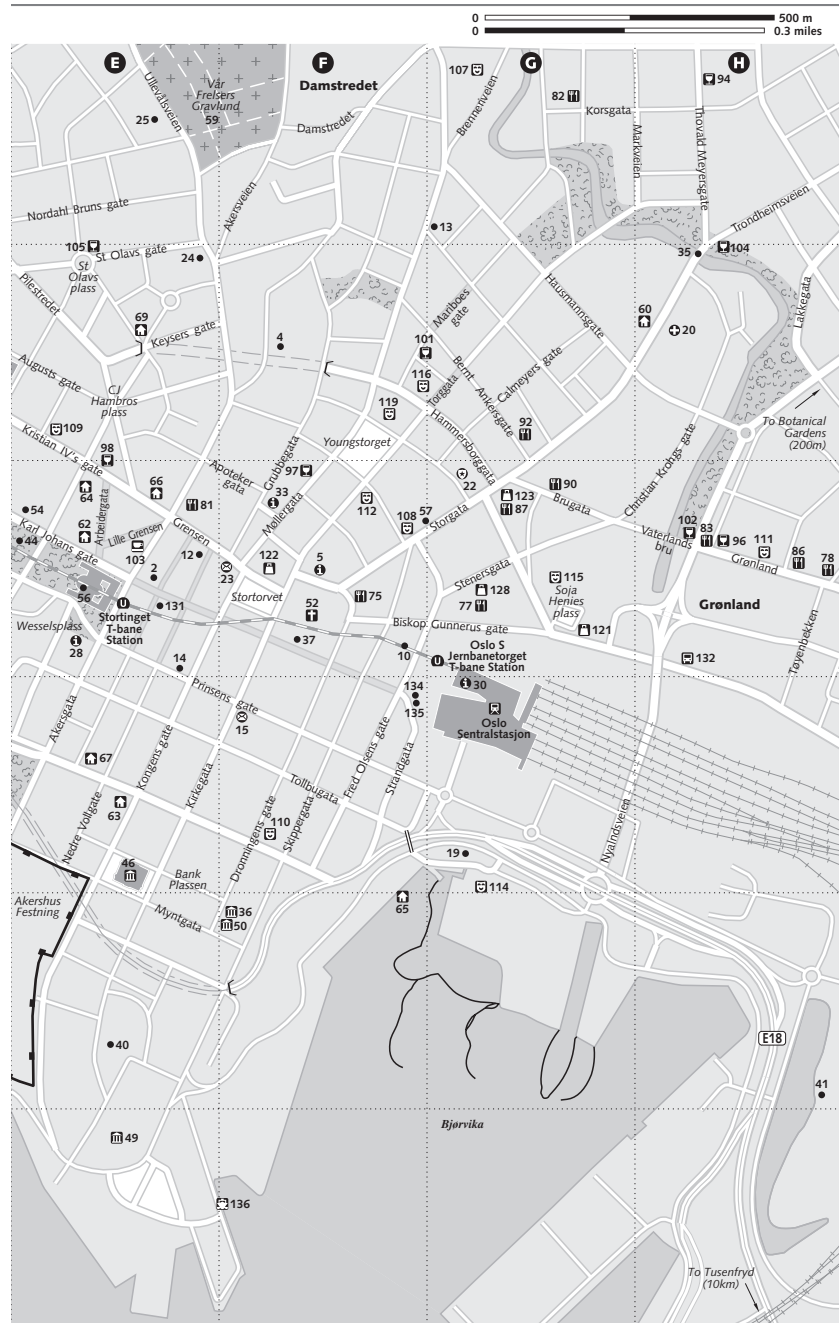 0 500 m
0 0.3 miles
E
F
G
H
Ullevålsveien
Vår
Frelsers
Gravlund
59
25
Damstredet
Damstredet
107
Brenneriveien
82
Korsgata
Markveien
Thovald Meyersgate
94
Nordahl Bruns gate
Akersveien
13
Trondheimsveien
105
St Olavs gate
St
Olavs
plass
24
35
104
Pilestredet
69
Keysers gate
4
Mariboes
gate
Hausmannsgate
60
20
Lakkegata
101
116
Torggata
Bernt Ankersgate
Calmeyers gate
Augusts gate
CJ
Hambros
plass
119
Hammersborggata
92
To Botanical
Gardens
(200m)
109
Kristian IV's gate
98
Youngstorget
Grubbegata
97
Apoteker
gata
Christian Krohgs gate
66
64
33
22
90
54
81
Møllergata
112
57
123
87
Brugata
Karl Johans gate
62
Arbeidergata
Lille Grensen
Grensen
108
Storgata
Vaterlands
bru
102
83
96
111
Grønland
86
78
44
103
12
122
5
2
23
Stortorvet
75
Stenersgata
128
115
77
Soja
Henies
plass
Grønland
56
131
Stortinget
T-bane
Station
52
Biskop Gunnerus gate
121
Wesselsplass
28
37
10
Oslo S
Jernbanetorget
T-bane Station
132
Tøyenbekken
14
Prinsens gate
134
135
30
Oslo
Sentralstasjon
15
Akersgata
67
Kongens gate
Kirkegata
Tollbugata
Fred Olsens gate
Strandgata
63
Nedre Vollgate
Dronningens gate
110
Skippergata
Nyalndsveien
19
46
Bank
Plassen
Akershus
Festning
Myntgata
36
50
65
114
40
E18
41
49
Bjørvika
136
To Tusenfryd
(10km)